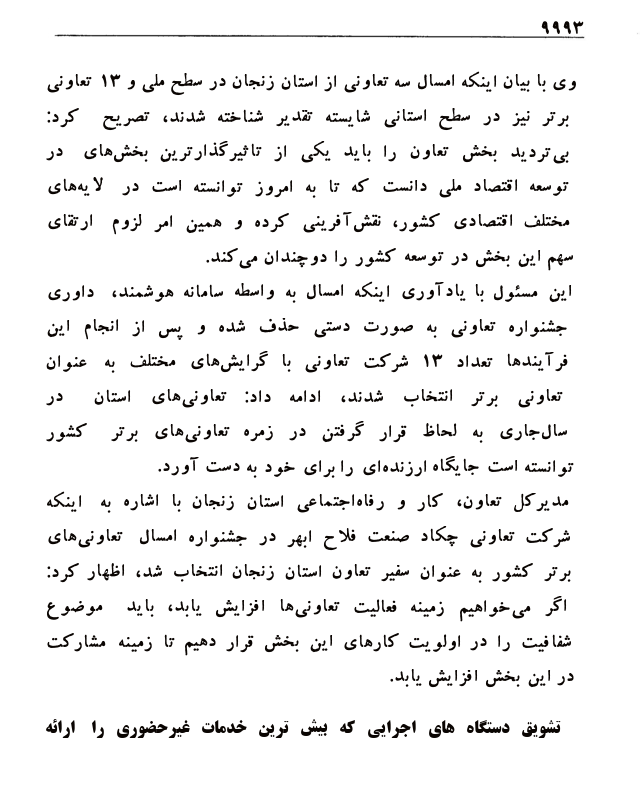 ۹۹۹۳
وی با بیان اینکه امسال سه تعاونی از استان زنجان در سطح ملی و ۱۳ تعاونی
برتر نیز در سطح استانی شایسته تقدیر شناخته شدند، تصریح کرد:
بی‌تردید بخش تعاون را باید یکی از تاثیرگذارترین بخش‌های در
توسعه اقتصاد ملی دانست که تا به امروز توانسته است در لایه‌های
مختلف اقتصادی کشور، نقش‌آفرینی کرده و همین امر لزوم ارتقای
سهم این بخش در توسعه کشور را دوچندان می‌کند.
این مسئول با یادآوری اینکه امسال به واسطه سامانه هوشمند، داوری
جشنواره تعاونی به صورت دستی حذف شده و پس از انجام این
فرآیندها تعداد ۱۳ شرکت تعاونی با گرایش‌های مختلف به عنوان
تعاونی برتر انتخاب شدند، ادامه داد: تعاونی‌های استان در
سال‌جاری به لحاظ قرار گرفتن در زمره تعاونی‌های برتر کشور
توانسته است جایگاه ارزنده‌ای را برای خود به دست آورد.
مدیرکل تعاون، کار و رفاه‌اجتماعی استان زنجان با اشاره به اینکه
شرکت تعاونی چکاد صنعت فلاح ابهر در جشنواره امسال تعاونی‌های
برتر کشور به عنوان سفیر تعاون استان زنجان انتخاب شد، اظهار کرد:
اگر می‌خواهیم زمینه فعالیت تعاونی‌ها افزایش یابد، باید موضوع
شفافیت را در اولویت کارهای این بخش قرار دهیم تا زمینه مشارکت
در این بخش افزایش یابد.
تشویق دستگاه های اجرایی که بیش ترین خدمات غیرحضوری را ارائه